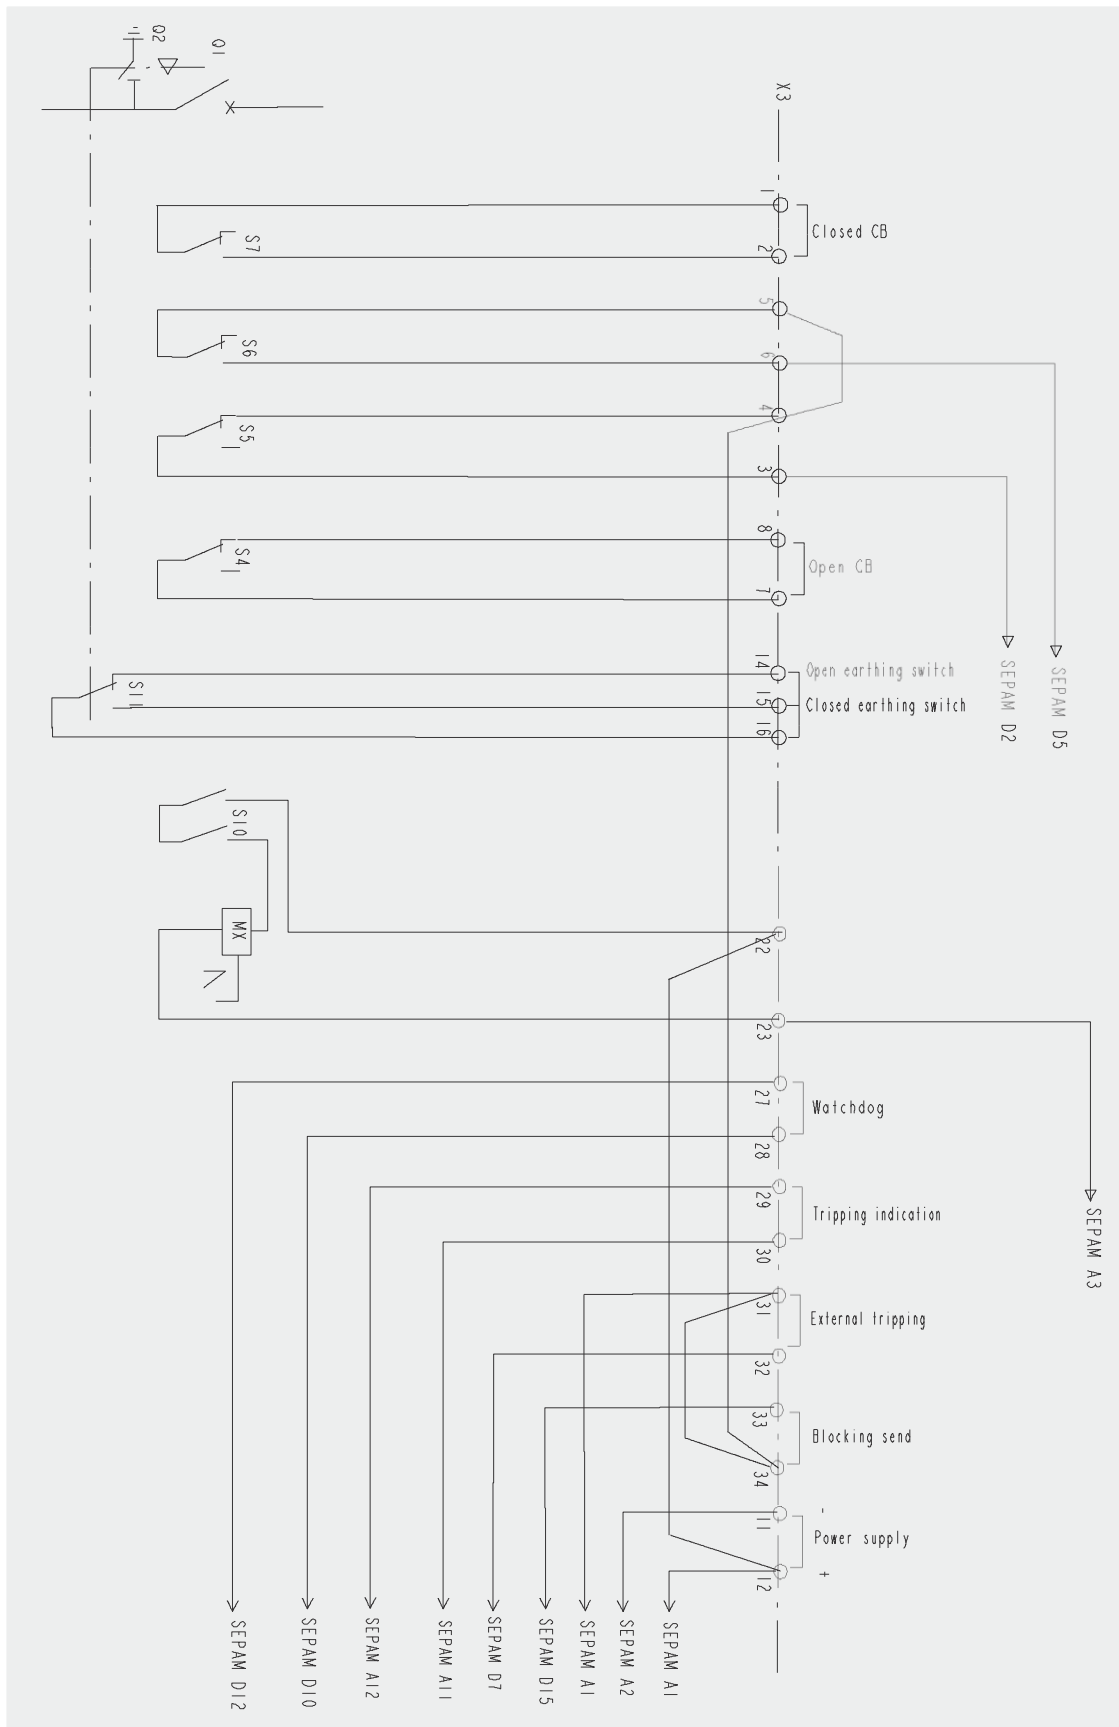 Q2
Q1
X3
1
Closed CB
2
S7
5
S6
6
4
S5
3
8
S4
Open CB
7
14
Open earthing switch
S11
15
Closed earthing switch
16
SEPAM D2
SEPAM D5
S10
MX
22
23
27
Watchdog
28
29
Tripping indication
30
SEPAM A3
31
External tripping
32
33
Blocking send
34
-
11
Power supply
12
+
SEPAM D12
SEPAM D10
SEPAM A12
SEPAM A11
SEPAM D7
SEPAM D15
SEPAM A1
SEPAM A2
SEPAM A1